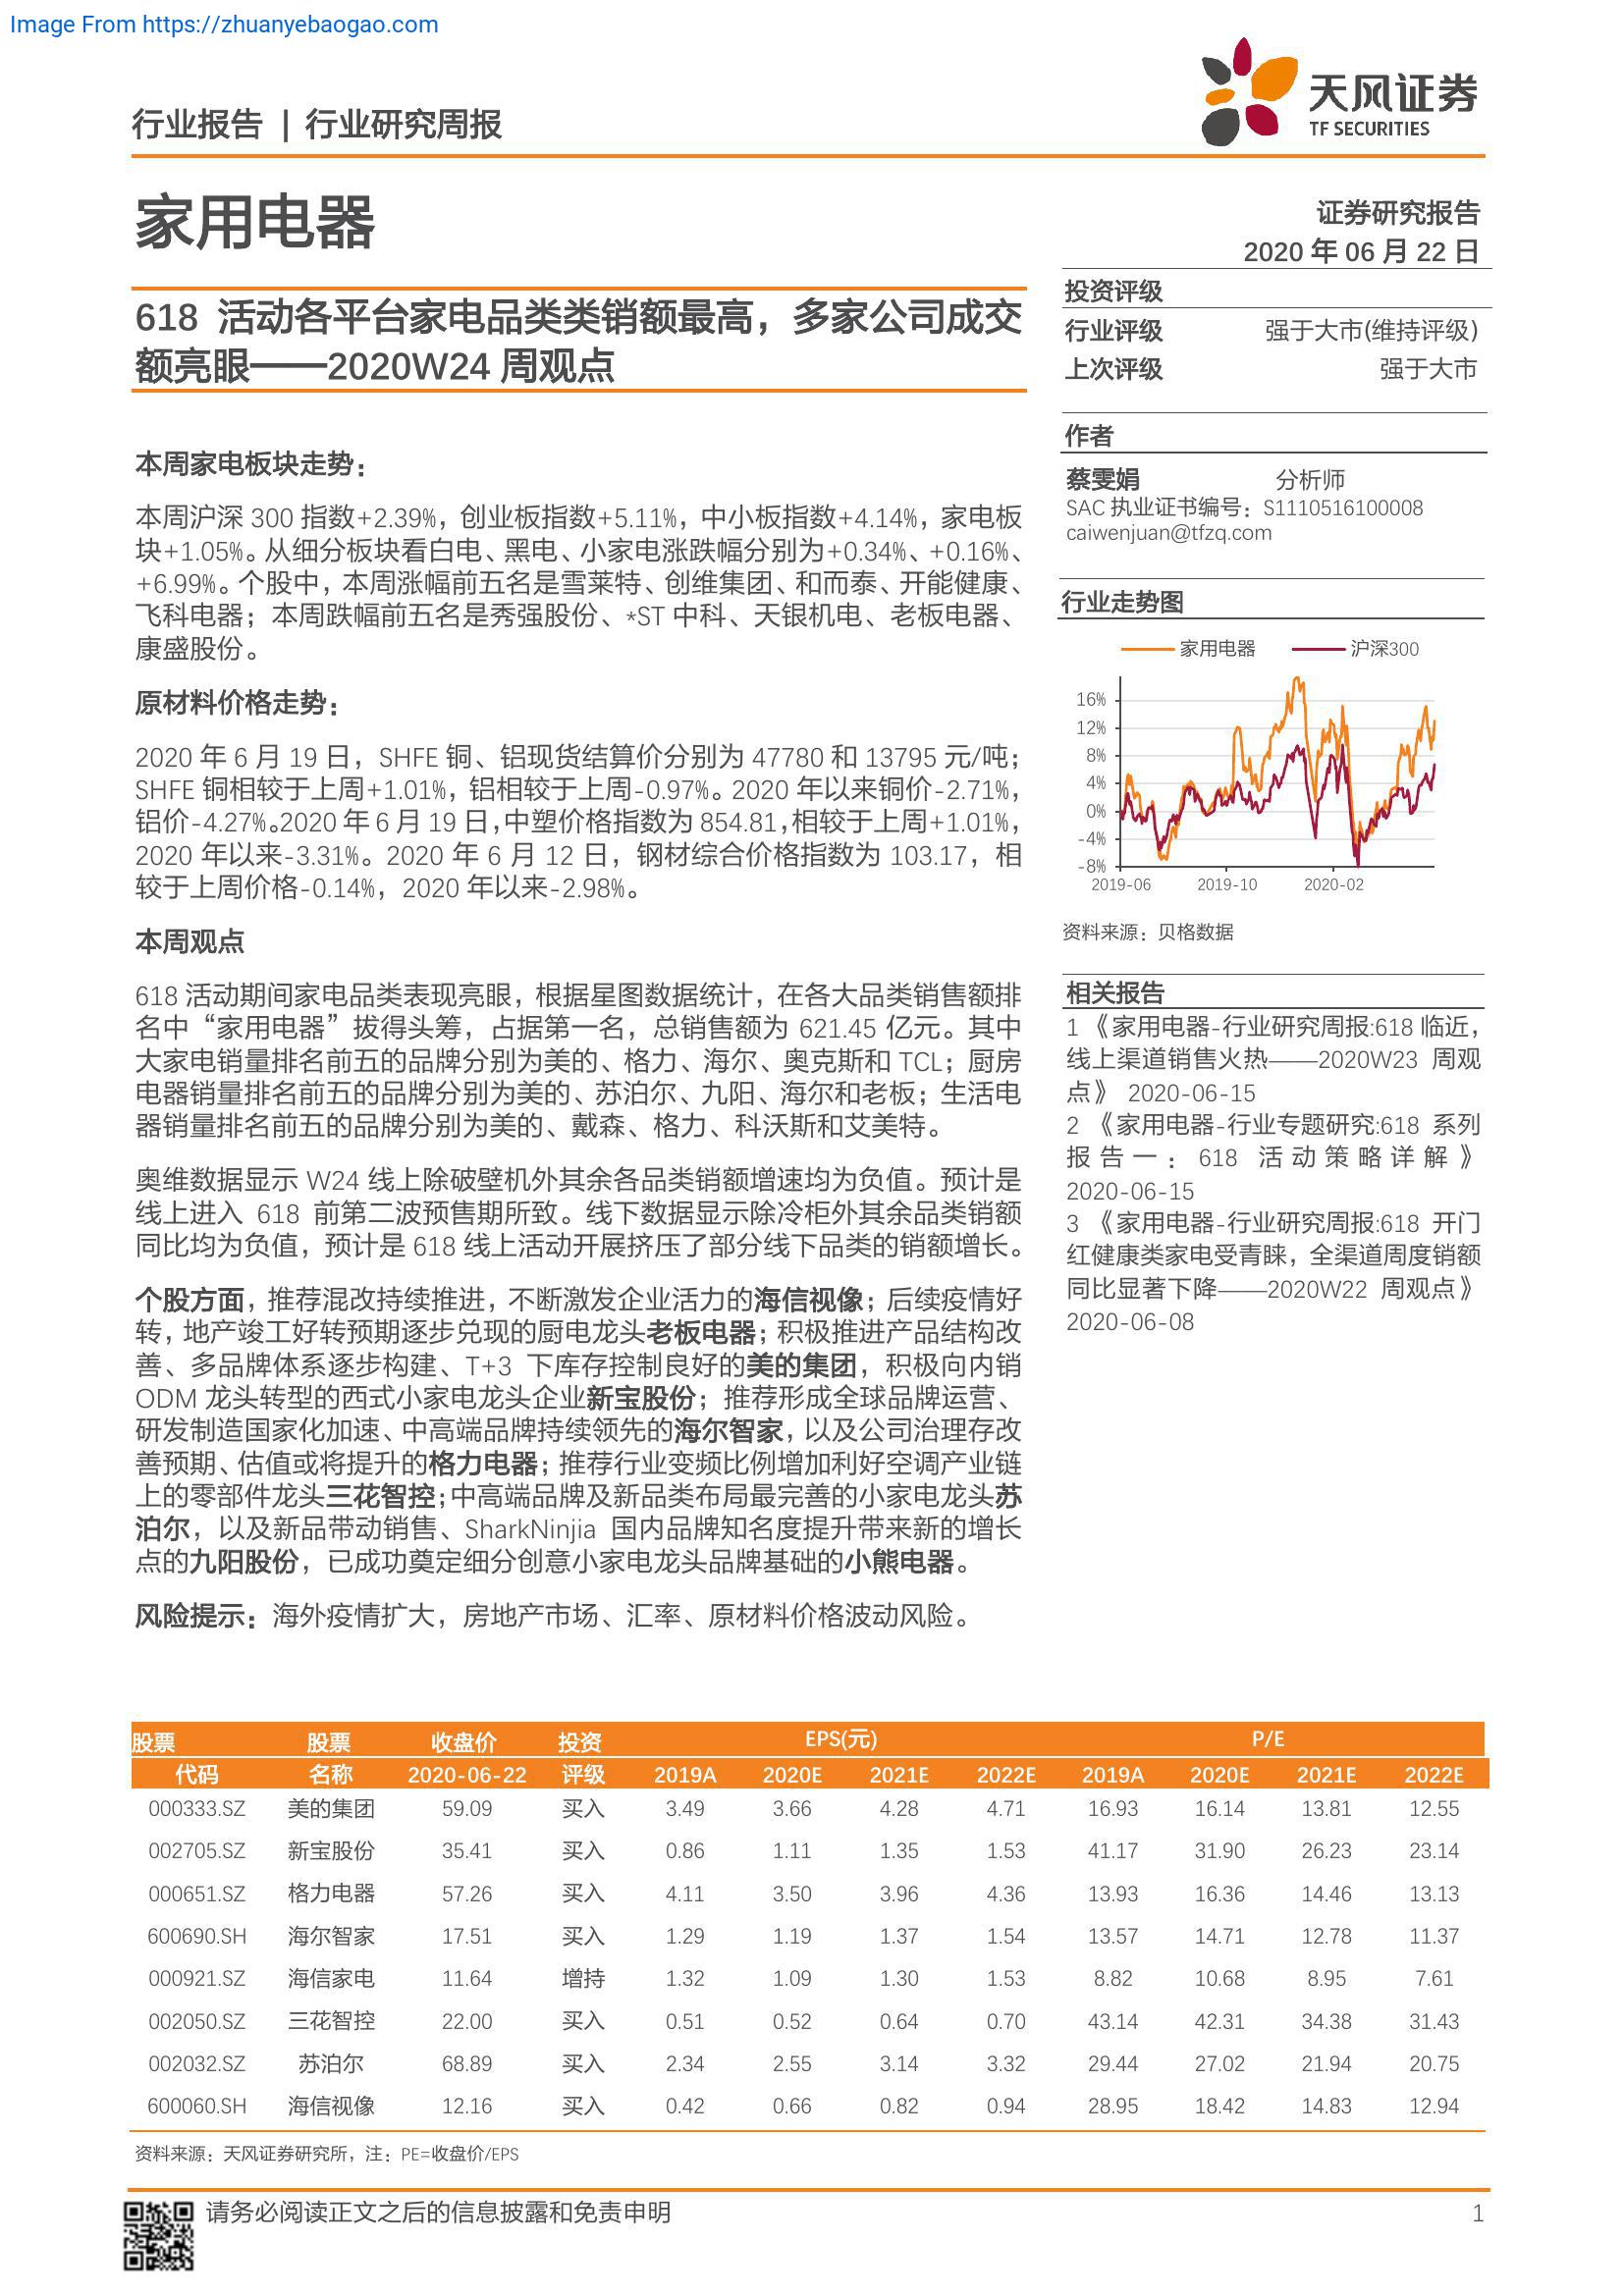 Image From https://zhuanyebaogao.com
行业报告 | 行业研究周报
天风证券
TF SECURITIES
家用电器
证券研究报告
2020 年 06 月 22 日
618 活动各平台家电品类类销额最高，多家公司成交
额亮眼——2020W24 周观点
投资评级
行业评级 强于大市(维持评级)
上次评级 强于大市
作者
蔡雯娟 分析师
SAC 执业证书编号：S1110516100008
caiwenjuan@tfzq.com
本周家电板块走势：
本周沪深 300 指数+2.39%，创业板指数+5.11%，中小板指数+4.14%，家电板
块+1.05%。从细分板块看白电、黑电、小家电涨跌幅分别为+0.34%、+0.16%、
+6.99%。个股中，本周涨幅前五名是雪莱特、创维集团、和而泰、开能健康、
飞科电器；本周跌幅前五名是秀强股份、*ST 中科、天银机电、老板电器、
康盛股份。
原材料价格走势：
2020 年 6 月 19 日，SHFE 铜、铝现货结算价分别为 47780 和 13795 元/吨；
SHFE 铜相较于上周+1.01%，铝相较于上周-0.97%。2020 年以来铜价-2.71%，
铝价-4.27%。2020 年 6 月 19 日，中塑价格指数为 854.81，相较于上周+1.01%，
2020 年以来-3.31%。2020 年 6 月 12 日，钢材综合价格指数为 103.17，相
较于上周价格-0.14%，2020 年以来-2.98%。
本周观点
618 活动期间家电品类表现亮眼，根据星图数据统计，在各大品类销售额排
名中“家用电器”拔得头筹，占据第一名，总销售额为 621.45 亿元。其中
大家电销量排名前五的品牌分别为美的、格力、海尔、奥克斯和 TCL；厨房
电器销量排名前五的品牌分别为美的、苏泊尔、九阳、海尔和老板；生活电
器销量排名前五的品牌分别为美的、戴森、格力、科沃斯和艾美特。
奥维数据显示 W24 线上除破壁机外其余各品类销额增速均为负值。预计是
线上进入 618 前第二波预售期所致。线下数据显示除冷柜外其余品类销额
同比均为负值，预计是 618 线上活动开展挤压了部分线下品类的销额增长。
个股方面，推荐混改持续推进，不断激发企业活力的海信视像；后续疫情好
转，地产竣工好转预期逐步兑现的厨电龙头老板电器；积极推进产品结构改
善、多品牌体系逐步构建、T+3 下库存控制良好的美的集团，积极向内销
ODM 龙头转型的西式小家电龙头企业新宝股份；推荐形成全球品牌运营、
研发制造国家化加速、中高端品牌持续领先的海尔智家，以及公司治理存改
善预期、估值或将提升的格力电器；推荐行业变频比例增加利好空调产业链
上的零部件龙头三花智控；中高端品牌及新品类布局最完善的小家电龙头苏
泊尔，以及新品带动销售、SharkNinjia 国内品牌知名度提升带来新的增长
点的九阳股份，已成功奠定细分创意小家电龙头品牌基础的小熊电器。
风险提示：海外疫情扩大，房地产市场、汇率、原材料价格波动风险。
行业走势图
家用电器 沪深300
16%
12%
8%
4%
0%
-4%
-8%
2019-06 2019-10 2020-02
资料来源：贝格数据
相关报告
1 《家用电器-行业研究周报:618 临近，
线上渠道销售火热——2020W23 周观
点》 2020-06-15
2 《家用电器-行业专题研究:618 系列
报告一：618 活动策略详解》
2020-06-15
3 《家用电器-行业研究周报:618 开门
红健康类家电受青睐，全渠道周度销额
同比显著下降——2020W22 周观点》
2020-06-08
股票 股票 收盘价 投资 EPS(元) P/E
代码 名称 2020-06-22 评级 2019A 2020E 2021E 2022E 2019A 2020E 2021E 2022E
000333.SZ 美的集团 59.09 买入 3.49 3.66 4.28 4.71 16.93 16.14 13.81 12.55
002705.SZ 新宝股份 35.41 买入 0.86 1.11 1.35 1.53 41.17 31.90 26.23 23.14
000651.SZ 格力电器 57.26 买入 4.11 3.50 3.96 4.36 13.93 16.36 14.46 13.13
600690.SH 海尔智家 17.51 买入 1.29 1.19 1.37 1.54 13.57 14.71 12.78 11.37
000921.SZ 海信家电 11.64 增持 1.32 1.09 1.30 1.53 8.82 10.68 8.95 7.61
002050.SZ 三花智控 22.00 买入 0.51 0.52 0.64 0.70 43.14 42.31 34.38 31.43
002032.SZ 苏泊尔 68.89 买入 2.34 2.55 3.14 3.32 29.44 27.02 21.94 20.75
600060.SH 海信视像 12.16 买入 0.42 0.66 0.82 0.94 28.95 18.42 14.83 12.94
资料来源：天风证券研究所，注：PE=收盘价/EPS
请务必阅读正文之后的信息披露和免责申明 1